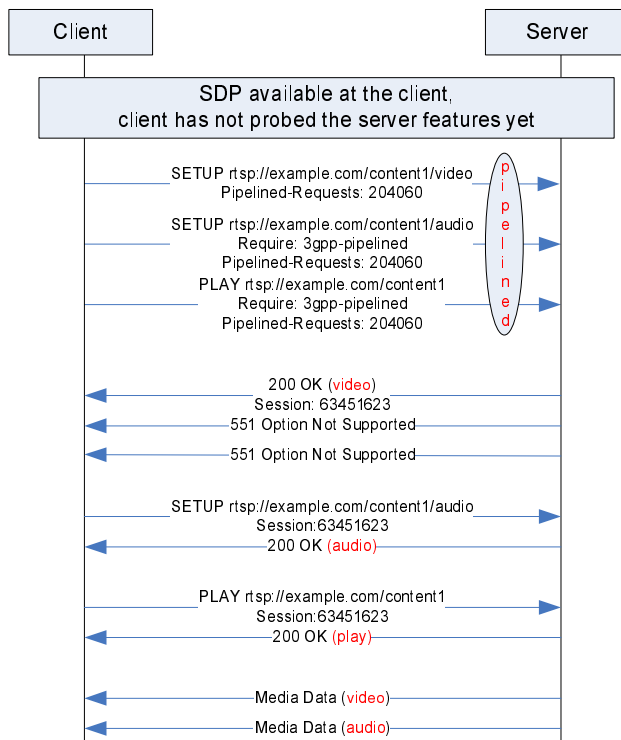 Client
Server
SDP available at the client,
client has not probed the server features yet
SETUP rtsp://example.com/content1/video
Pipelined-Requests: 204060
SETUP rtsp://example.com/content1/audio
Require: 3gpp-pipelined
Pipelined-Requests: 204060
PLAY rtsp://example.com/content1
Require: 3gpp-pipelined
Pipelined-Requests: 204060
pipelined
200 OK (video)
Session: 63451623
551 Option Not Supported
551 Option Not Supported
SETUP rtsp://example.com/content1/audio
Session:63451623
200 OK (audio)
PLAY rtsp://example.com/content1
Session:63451623
200 OK (play)
Media Data (video)
Media Data (audio)